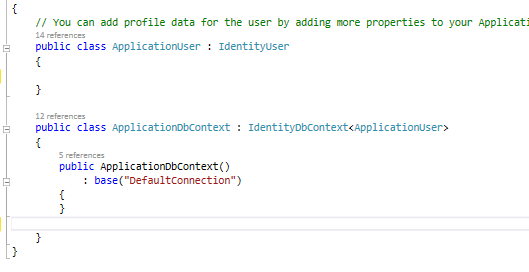 {
// You can add profile data for the user by adding more properties to your Applicati
14 references
public class ApplicationUser : IdentityUser
{
}
12 references
public class ApplicationDbContext : IdentityDbContext<ApplicationUser>
{
5 references
public ApplicationDbContext()
: base("DefaultConnection")
{
}
}
}